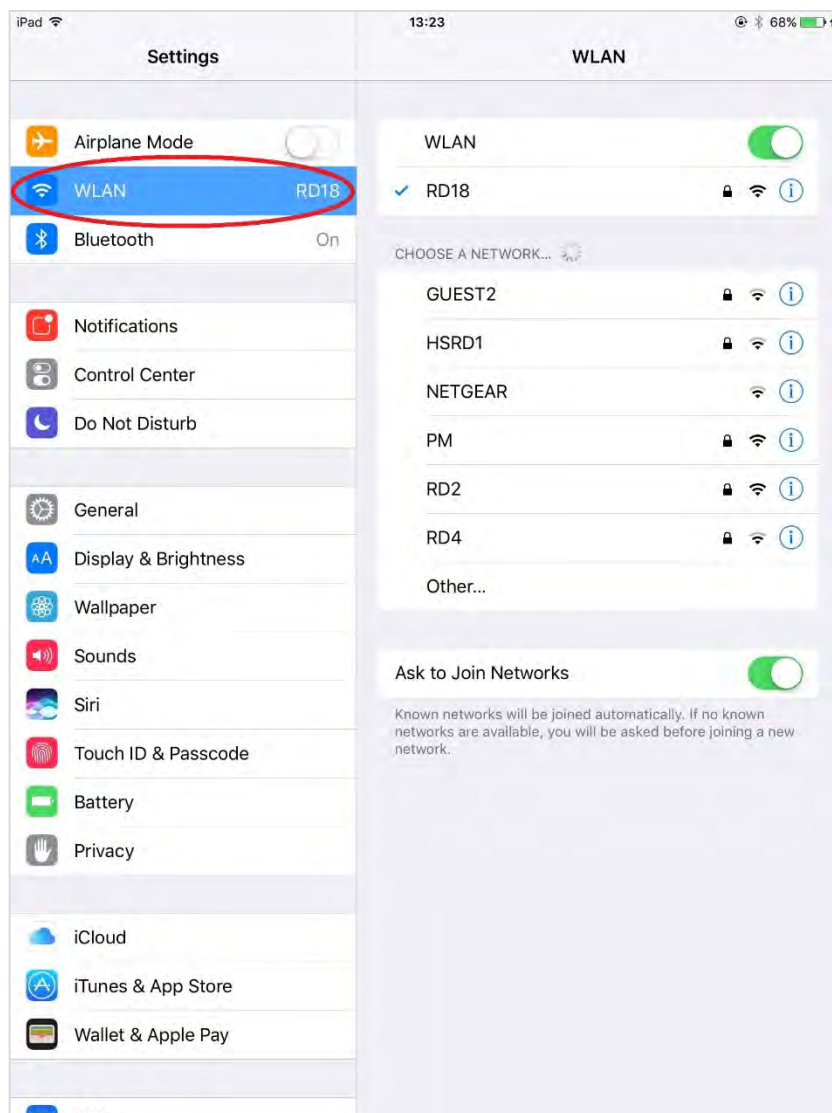 iPad 13:23 68%
Settings
Airplane Mode
WLAN RD18
Bluetooth On
Notifications
Control Center
Do Not Disturb
General
AA Display & Brightness
Wallpaper
Sounds
Siri
Touch ID & Passcode
Battery
Privacy
iCloud
iTunes & App Store
Wallet & Apple Pay
WLAN
WLAN
RD18
CHOOSE A NETWORK...
GUEST2
HSRD1
NETGEAR
PM
RD2
RD4
Other...
Ask to Join Networks
Known networks will be joined automatically. If no known
networks are available, you will be asked before joining a new
network.